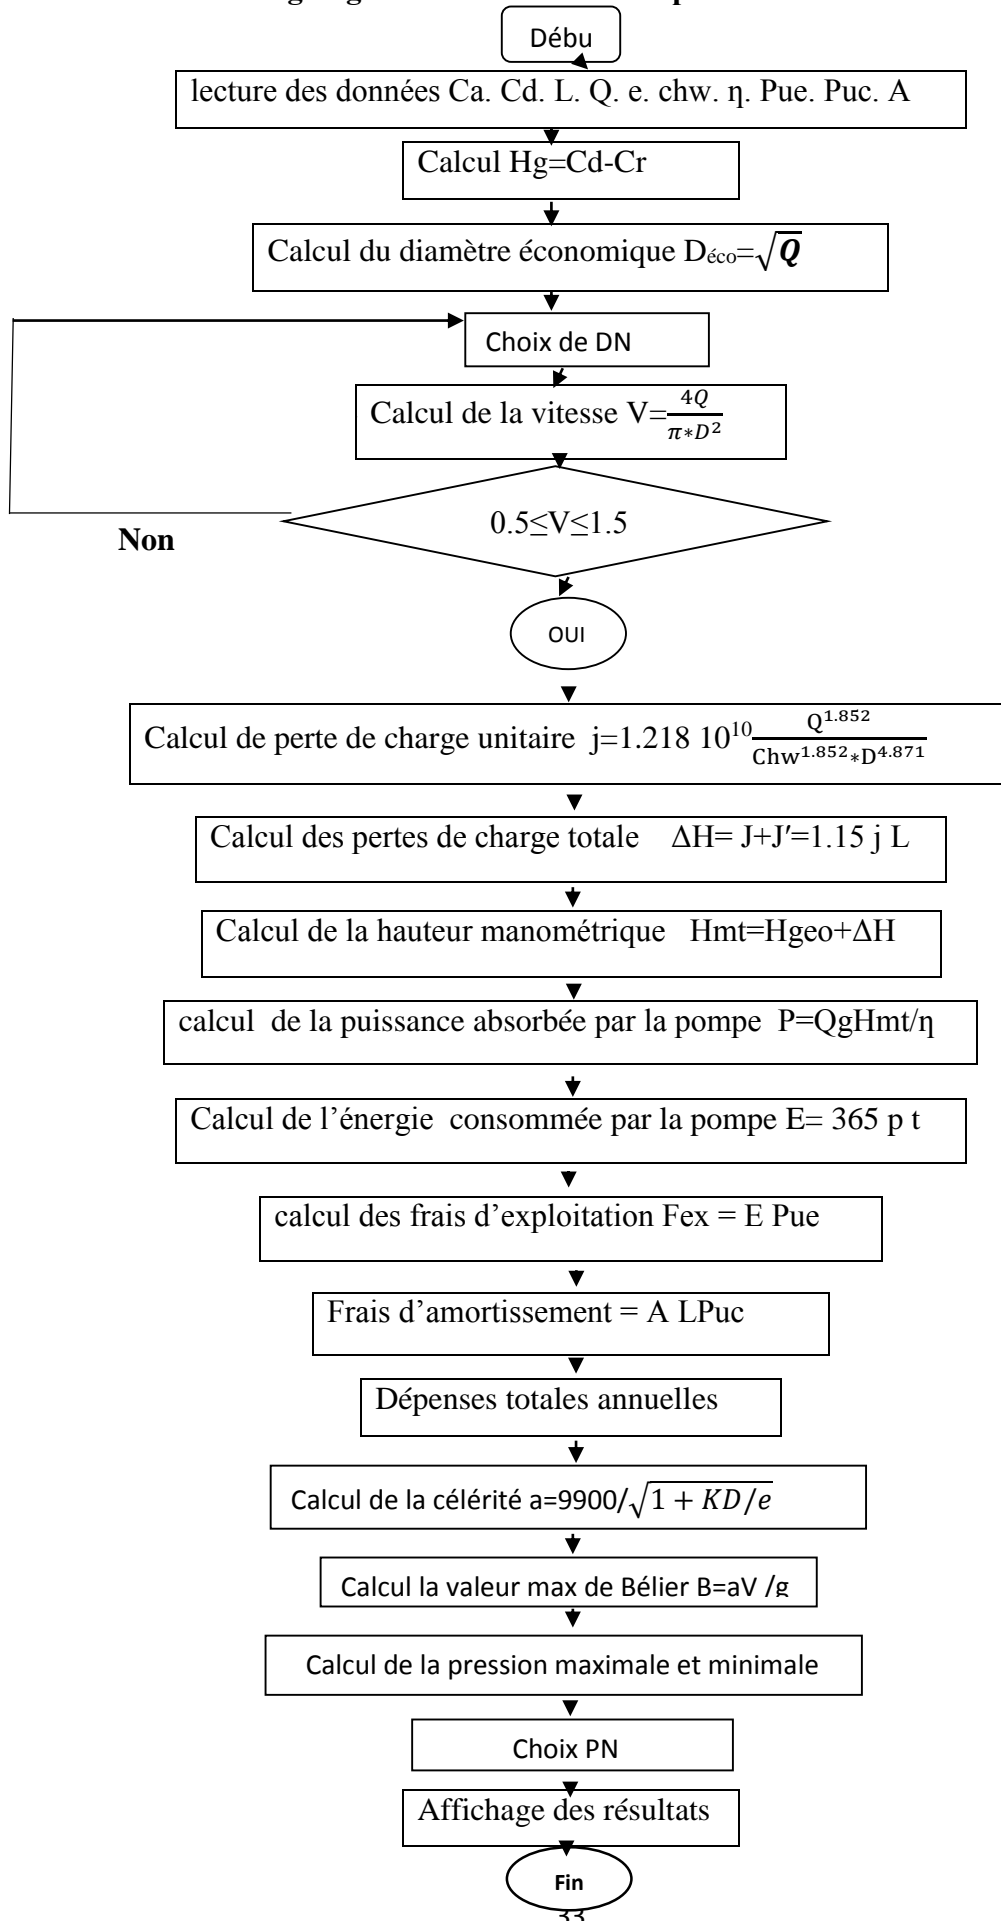 Débu
lecture des données Ca. Cd. L. Q. e. chw. η. Pue. Puc. A
Calcul Hg=Cd-Cr
Calcul du diamètre économique Déco=√Q
Choix de DN
Calcul de la vitesse V=4Q/π*D²
0.5≤V≤1.5
Non
OUI
Calcul de perte de charge unitaire j=1.218 10¹⁰ Q^1.852/Chw^1.852*D^4.871
Calcul des pertes de charge totale ΔH= J+J′=1.15 j L
Calcul de la hauteur manométrique Hmt=Hgeo+ΔH
calcul de la puissance absorbée par la pompe P=QgHmt/η
Calcul de l’énergie consommée par la pompe E= 365 p t
calcul des frais d’exploitation Fex = E Pue
Frais d’amortissement = A LPuc
Dépenses totales annuelles
Calcul de la célérité a=9900/√1 + KD/e
Calcul la valeur max de Bélier B=aV /g
Calcul de la pression maximale et minimale
Choix PN
Affichage des résultats
Fin
33